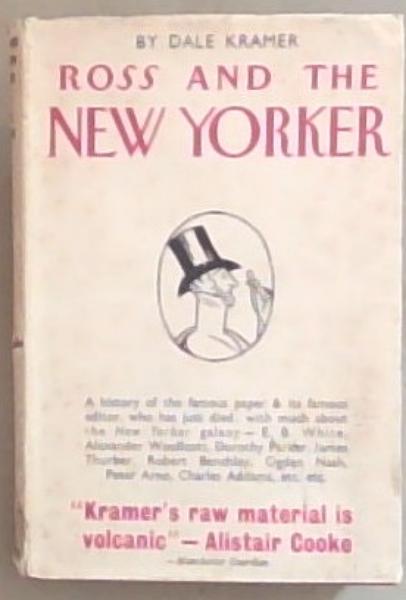 BY DALE KRAMER
ROSS AND THE
NEW YORKER
A history of the famous paper & its famous
editor, who has just died, with much about
the New Yorker galaxy — E. B. White,
Alexander Woollcott, Dorothy Parker, James
Thurber, Robert Benchley, Ogden Nash,
Peter Arno, Charles Addams, etc. etc.
"Kramer's raw material is
volcanic" — Alistair Cooke
— Manchester Guardian